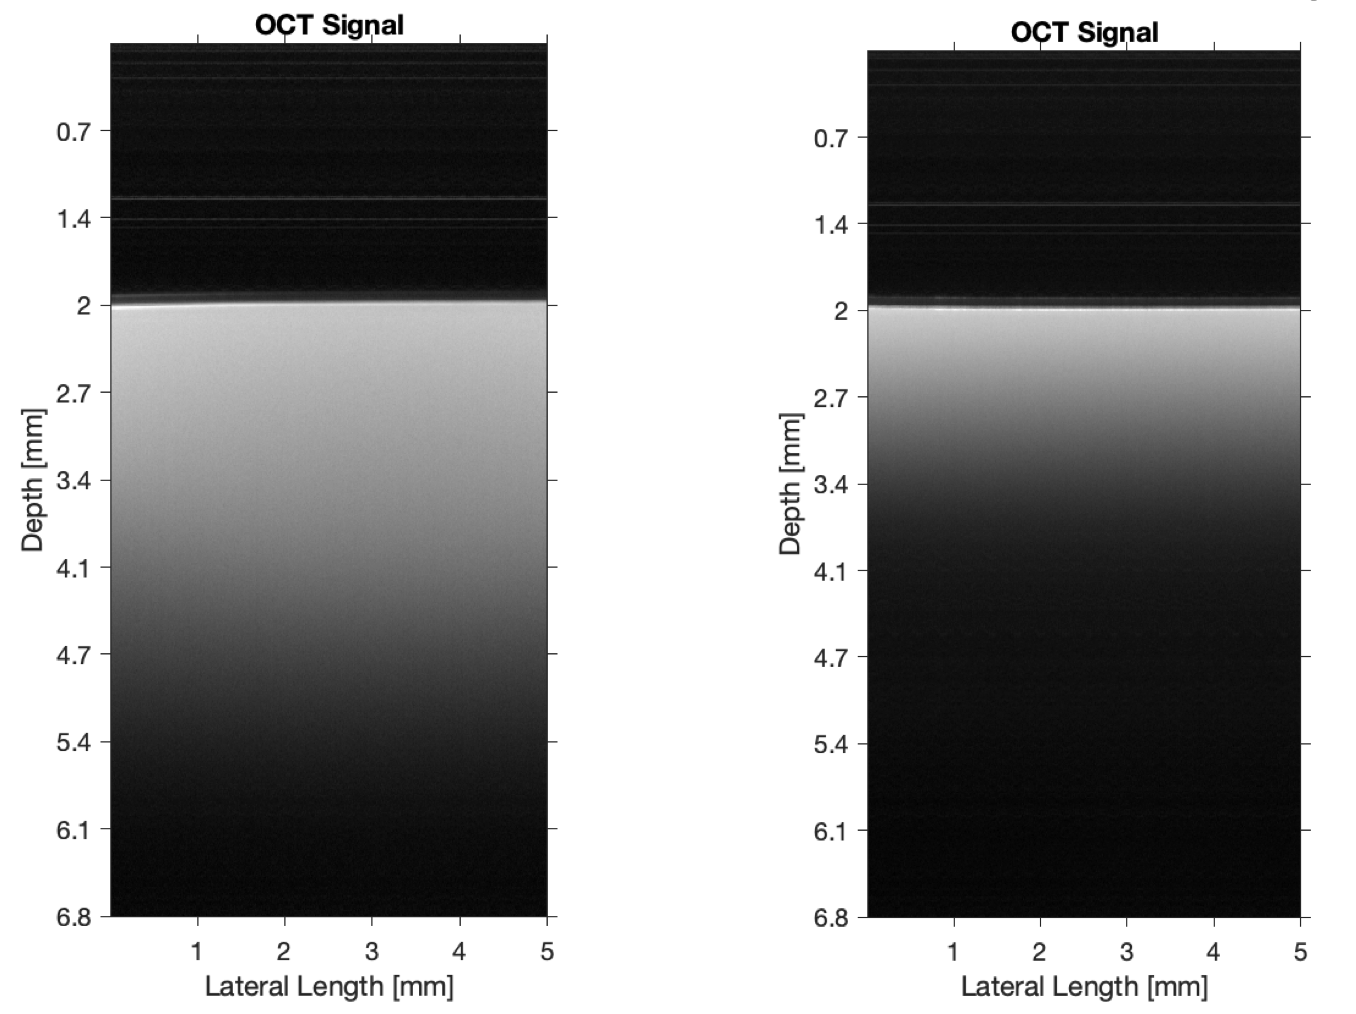 OCT Signal
0.7
1.4
2
2.7
3.4
4.1
4.7
5.4
6.1
6.8
Depth [mm]
1 2 3 4 5
Lateral Length [mm]
OCT Signal
0.7
1.4
2
2.7
3.4
4.1
4.7
5.4
6.1
6.8
Depth [mm]
1 2 3 4 5
Lateral Length [mm]